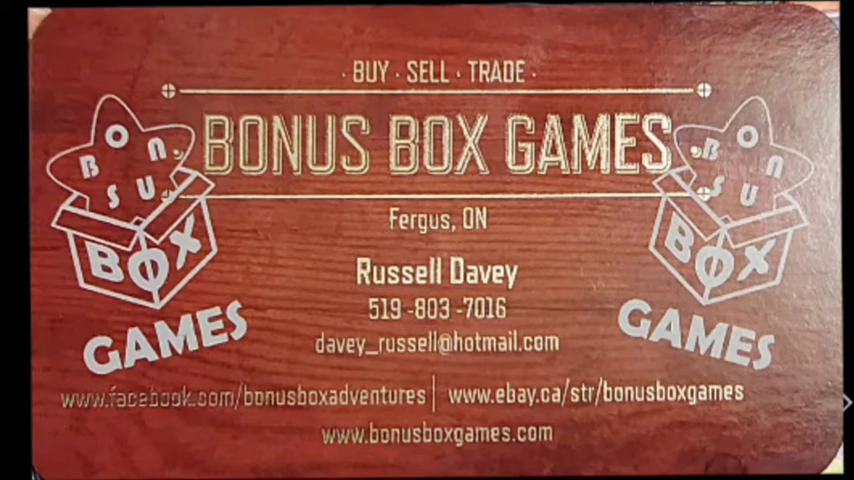 · BUY · SELL · TRADE ·
BONUS BOX GAMES
Fergus, ON
Russell Davey
519 -803 -7016
davey_russell@hotmail.com
www.facebook.com/bonusboxadventures | www.ebay.ca/str/bonusboxgames
www.bonusboxgames.com
BONUS
BOX
GAMES
BONUS
BOX
GAMES